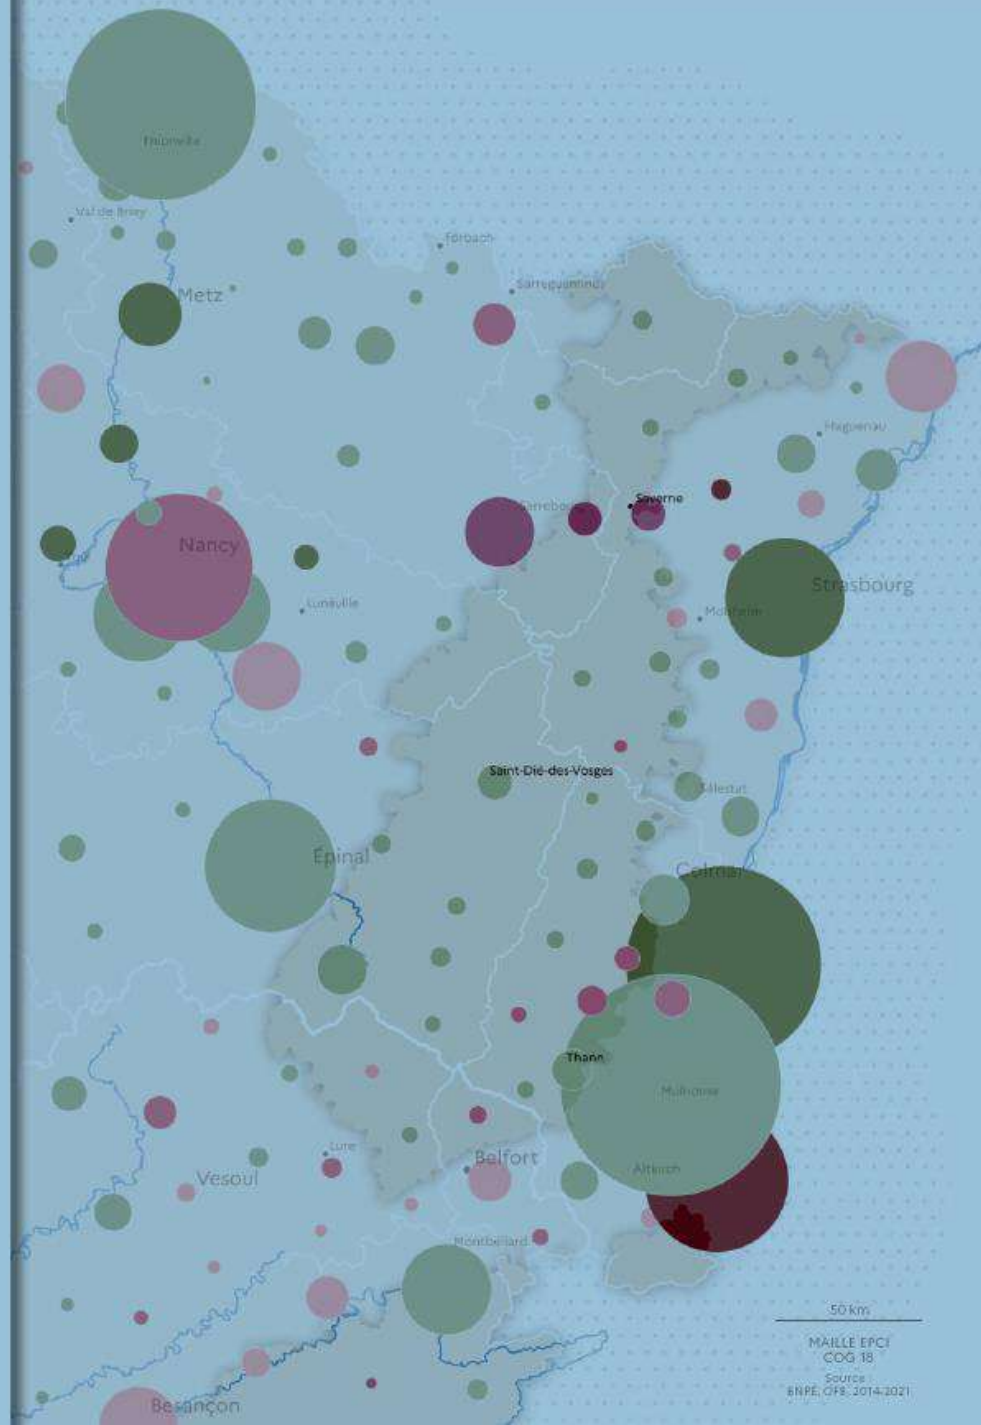 Thionville
Val de Briey
Forbach
Metz
Sarreguemines
Haguenau
Sarrebourg
Saverne
Nancy
Toul
Strasbourg
Lunéville
Molsheim
Saint-Dié-des-Vosges
Sélestat
Épinal
Colmar
Thann
Mulhouse
Lure
Belfort
Altkirch
Vesoul
Montbéliard
50 km
MAILLE EPCI
COG 18
Source :
BNPE, OFB, 2014-2021
Besançon